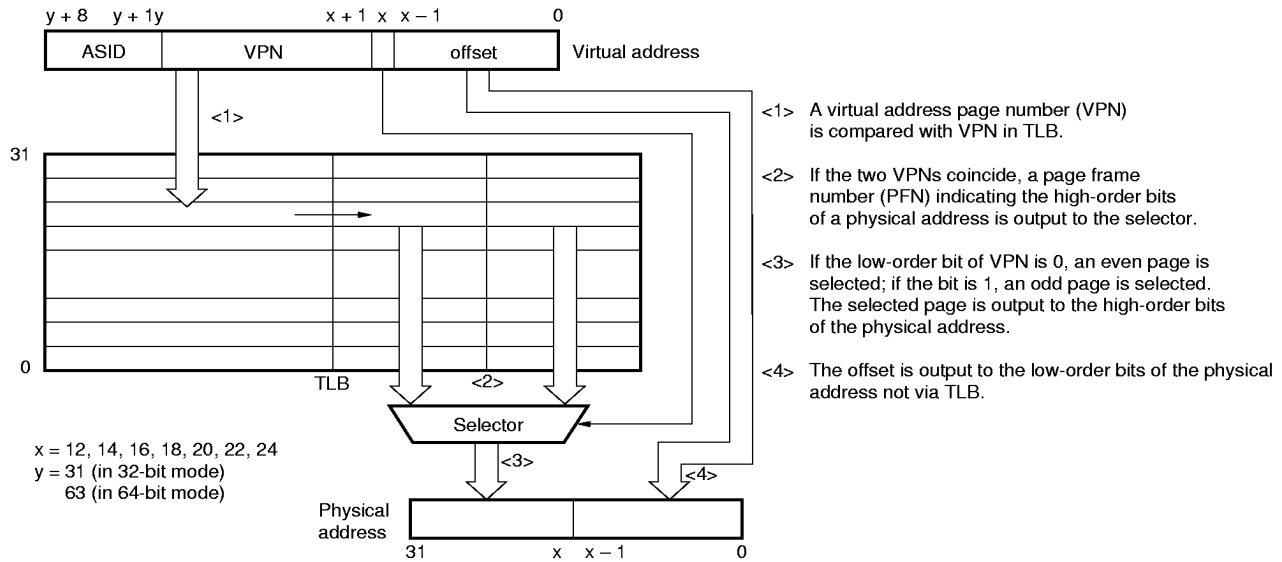 y + 8 y + 1 y x + 1 x x – 1 0
ASID VPN offset Virtual address
<1>
31
0
TLB
<2>
Selector
<3>
<4>
x = 12, 14, 16, 18, 20, 22, 24
y = 31 (in 32-bit mode)
63 (in 64-bit mode)
Physical
address
31 x x – 1 0
<1> A virtual address page number (VPN)
is compared with VPN in TLB.
<2> If the two VPNs coincide, a page frame
number (PFN) indicating the high-order bits
of a physical address is output to the selector.
<3> If the low-order bit of VPN is 0, an even page is
selected; if the bit is 1, an odd page is selected.
The selected page is output to the high-order bits
of the physical address.
<4> The offset is output to the low-order bits of the physical
address not via TLB.